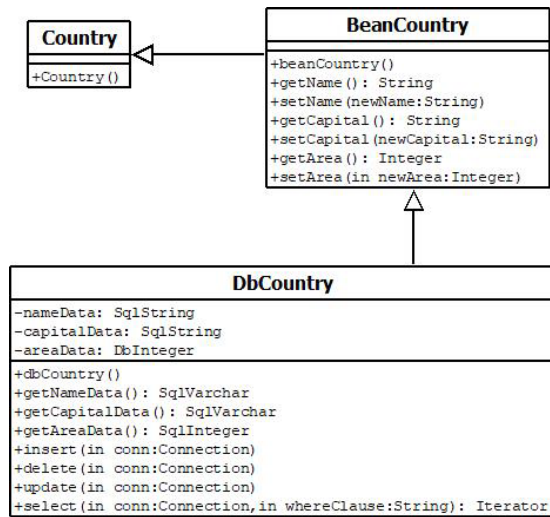 Country
+Country()
BeanCountry
+beanCountry()
+getName(): String
+setName(newName:String)
+getCapital(): String
+setCapital(newCapital:String)
+getArea(): Integer
+setArea(in newArea:Integer)
DbCountry
-nameData: SqlString
-capitalData: SqlString
-areaData: DbInteger
+dbCountry()
+getNameData(): SqlVarchar
+getCapitalData(): SqlVarchar
+getAreaData(): SqlInteger
+insert(in conn:Connection)
+delete(in conn:Connection)
+update(in conn:Connection)
+select(in conn:Connection,in whereClause:String): Iterator